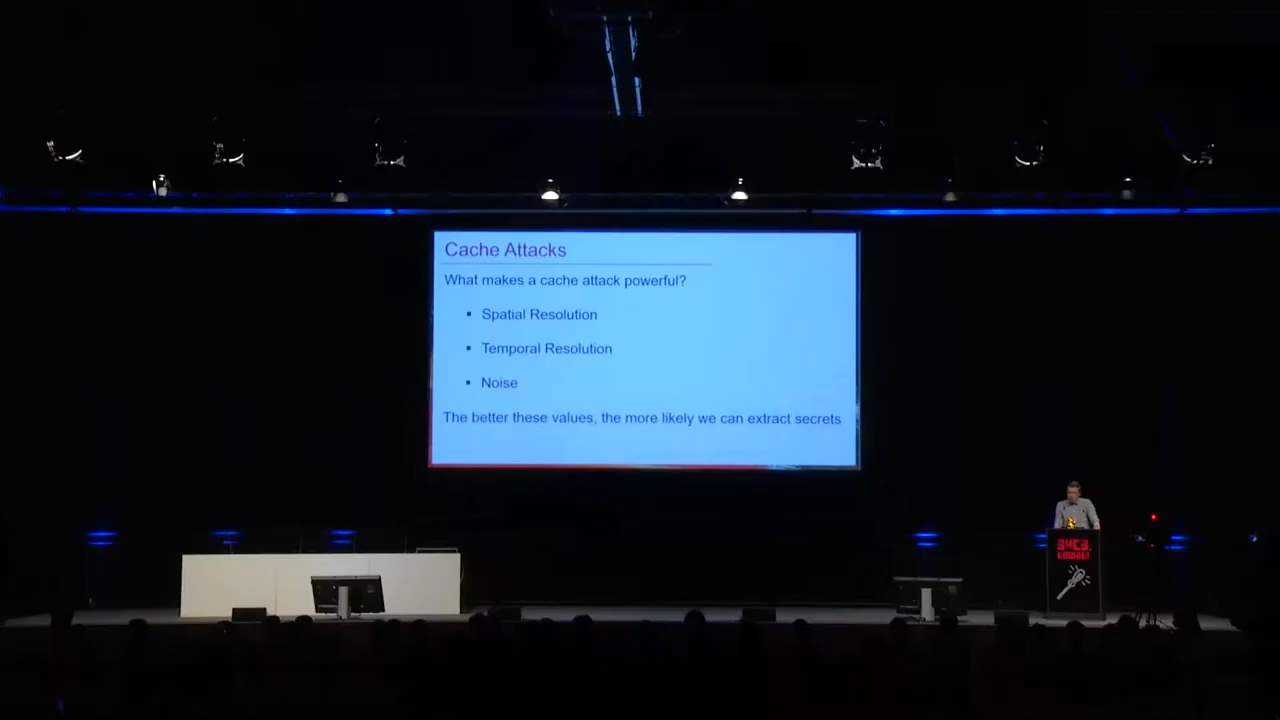 Cache Attacks
What makes a cache attack powerful?
▪ Spatial Resolution
▪ Temporal Resolution
▪ Noise
The better these values, the more likely we can extract secrets
34C3